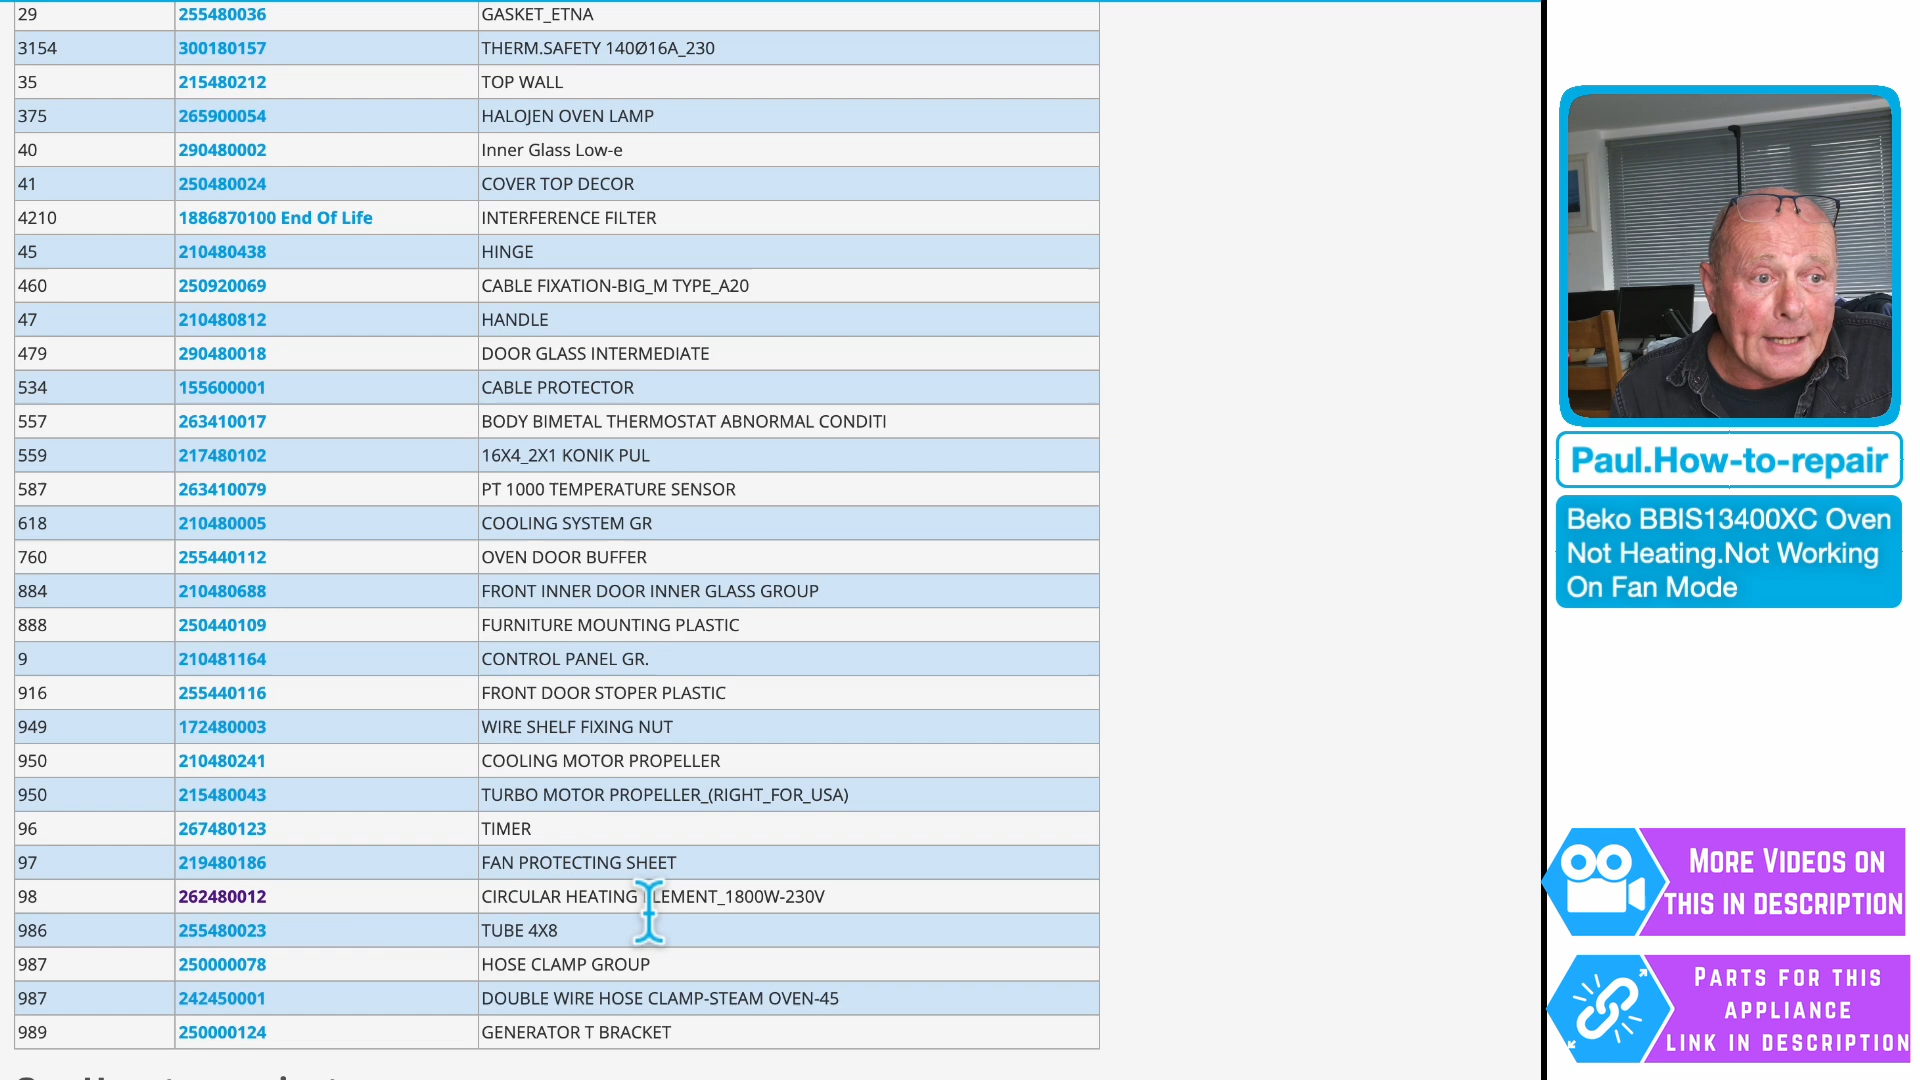 29 255480036 GASKET_ETNA
3154 300180157 THERM.SAFETY 140Ø16A_230
35 215480212 TOP WALL
375 265900054 HALOJEN OVEN LAMP
40 290480002 Inner Glass Low-e
41 250480024 COVER TOP DECOR
4210 1886870100 End Of Life INTERFERENCE FILTER
45 210480438 HINGE
460 250920069 CABLE FIXATION-BIG_M TYPE_A20
47 210480812 HANDLE
479 290480018 DOOR GLASS INTERMEDIATE
534 155600001 CABLE PROTECTOR
557 263410017 BODY BIMETAL THERMOSTAT ABNORMAL CONDITI
559 217480102 16X4_2X1 KONIK PUL
587 263410079 PT 1000 TEMPERATURE SENSOR
618 210480005 COOLING SYSTEM GR
760 255440112 OVEN DOOR BUFFER
884 210480688 FRONT INNER DOOR INNER GLASS GROUP
888 250440109 FURNITURE MOUNTING PLASTIC
9 210481164 CONTROL PANEL GR.
916 255440116 FRONT DOOR STOPER PLASTIC
949 172480003 WIRE SHELF FIXING NUT
950 210480241 COOLING MOTOR PROPELLER
950 215480043 TURBO MOTOR PROPELLER_(RIGHT_FOR_USA)
96 267480123 TIMER
97 219480186 FAN PROTECTING SHEET
98 262480012 CIRCULAR HEATING ELEMENT_1800W-230V
986 255480023 TUBE 4X8
987 250000078 HOSE CLAMP GROUP
987 242450001 DOUBLE WIRE HOSE CLAMP-STEAM OVEN-45
989 250000124 GENERATOR T BRACKET
Paul.How-to-repair
Beko BBIS13400XC Oven
Not Heating.Not Working
On Fan Mode
MORE VIDEOS ON
THIS IN DESCRIPTION
PARTS FOR THIS
APPLIANCE
LINK IN DESCRIPTION